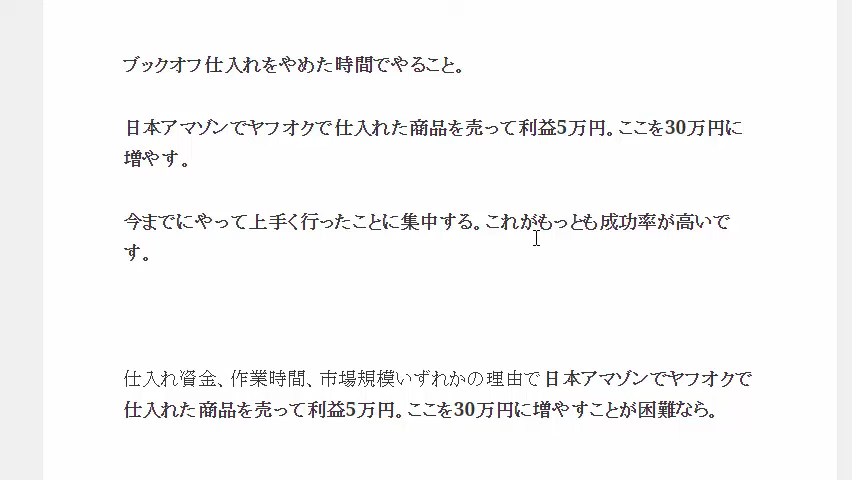 ブックオフ仕入れをやめた時間でやること。
日本アマゾンでヤフオクで仕入れた商品を売って利益5万円。ここを30万円に
増やす。
今までにやって上手く行ったことに集中する。これがもっとも成功率が高いで
す。
仕入れ資金、作業時間、市場規模いずれかの理由で日本アマゾンでヤフオクで
仕入れた商品を売って利益5万円。ここを30万円に増やすことが困難なら。